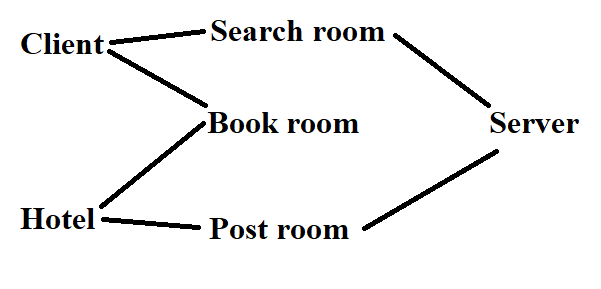 Client
Search room
Book room
Server
Hotel
Post room